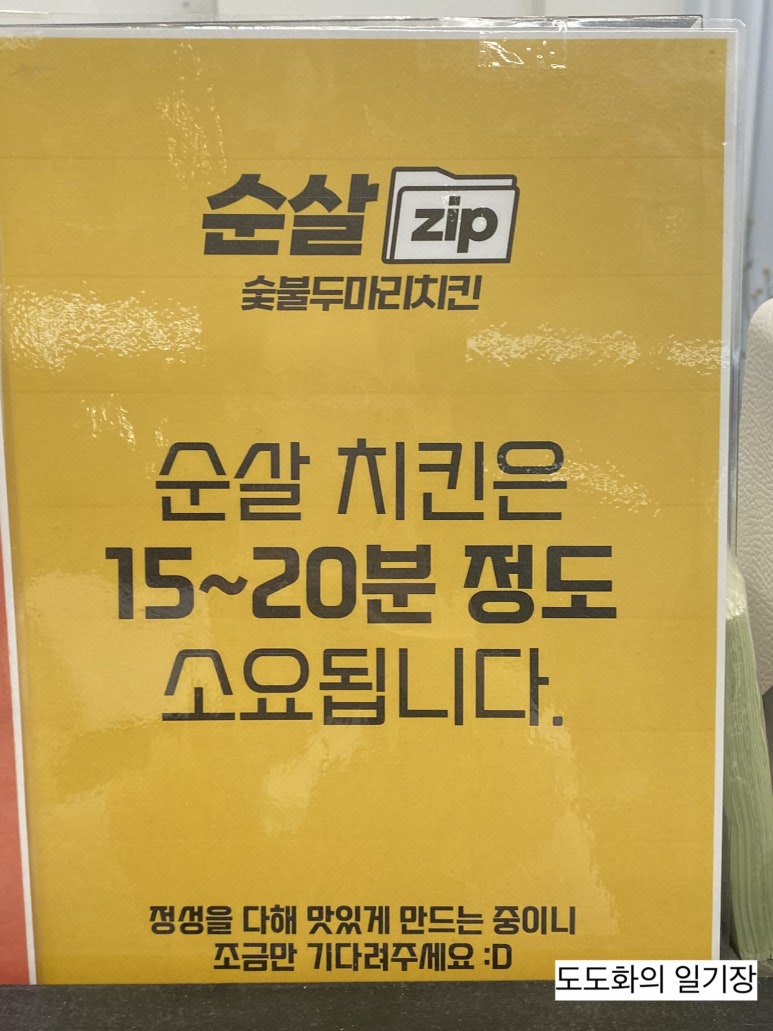 순살 zip
숯불두마리치킨
순살 치킨은
15~20분 정도
소요됩니다.
정성을 다해 맛있게 만드는 중이니
조금만 기다려주세요 :D
도도화의 일기장